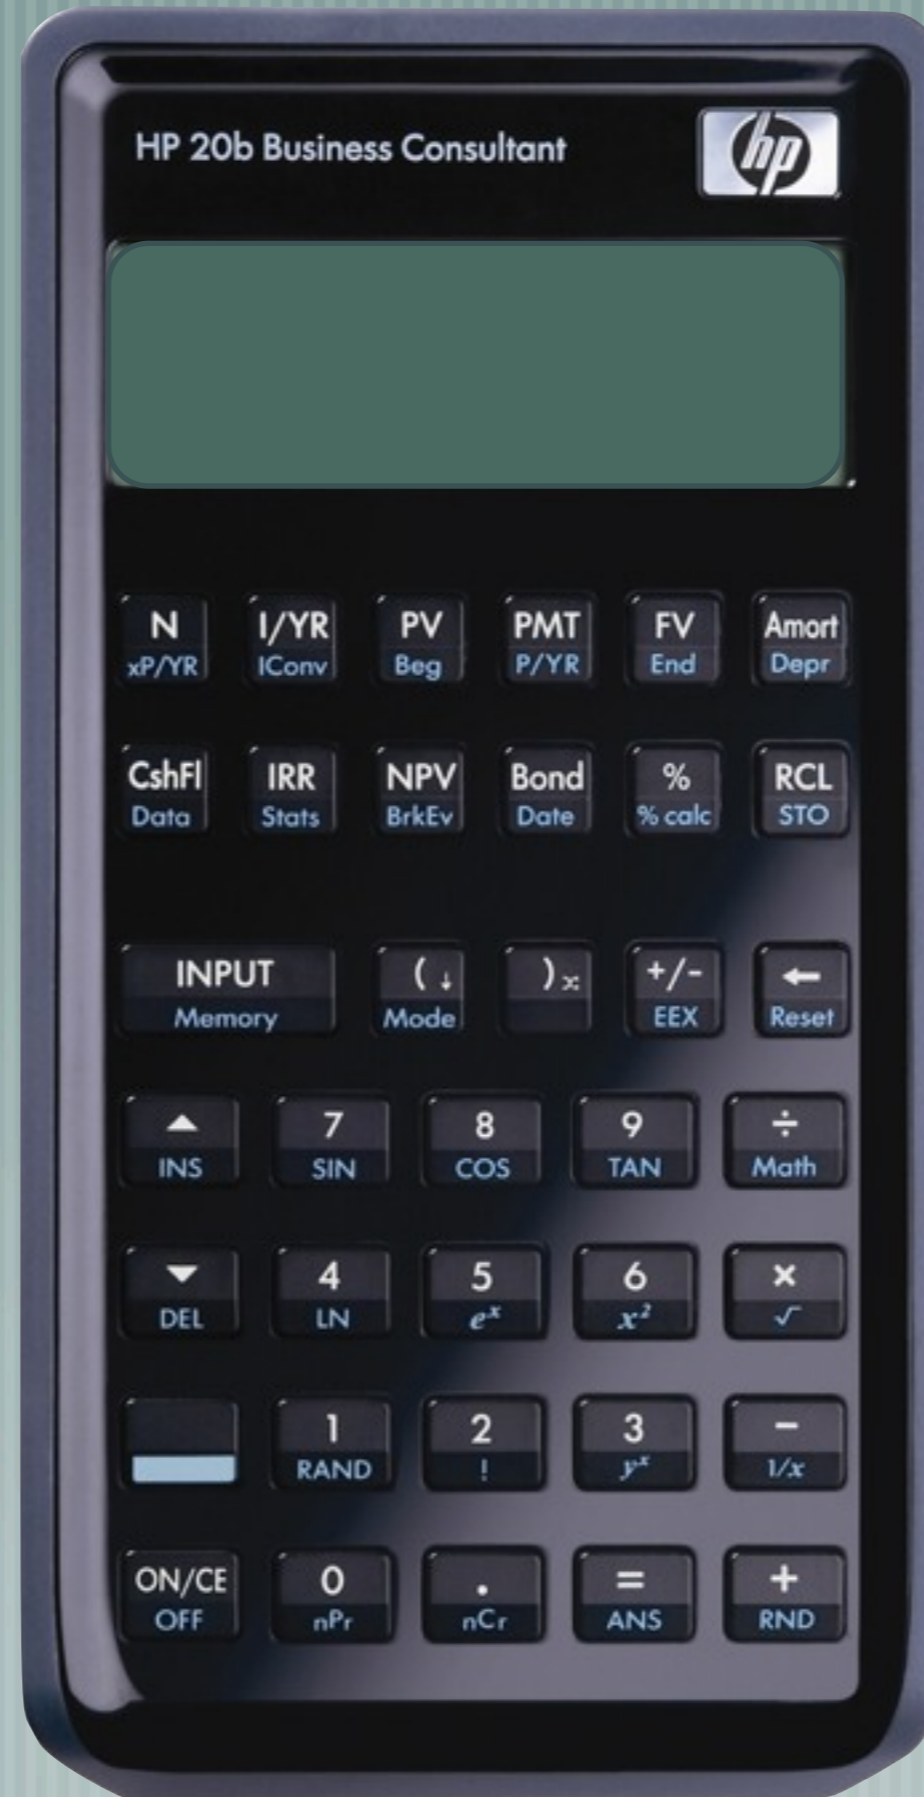 HP 20b Business Consultant hp
N I/YR PV PMT FV Amort
xP/YR IConv Beg P/YR End Depr
CshFl IRR NPV Bond % RCL
Data Stats BrkEv Date % calc STO
INPUT ( ↓ ) +/- ←
Memory Mode EEX Reset
▲ 7 8 9 ÷
INS SIN COS TAN Math
▼ 4 5 6 ×
DEL LN eˣ x² √
1 2 3 −
RAND ! yˣ 1/x
ON/CE 0 . = +
OFF nPr nCr ANS RND